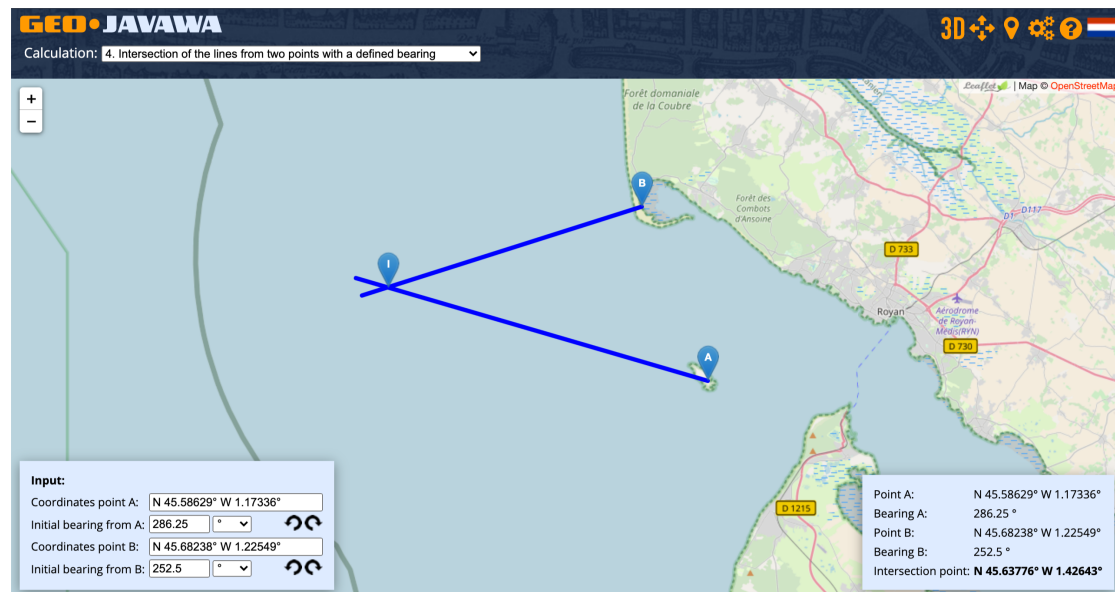 GEO•JAVAWA
Calculation: 4. Intersection of the lines from two points with a defined bearing
3D
+
−
Leaflet | Map © OpenStreetMap
Forêt domaniale
de la Coubre
B
Forêt des
Combots
d'Ansoine
D1
D117
D 733
I
Royan
Aérodrome
de Royan-
Médis(RYN)
D 730
A
D 1215
Input:
Coordinates point A: N 45.58629° W 1.17336°
Initial bearing from A: 286.25 °
Coordinates point B: N 45.68238° W 1.22549°
Initial bearing from B: 252.5 °
Point A: N 45.58629° W 1.17336°
Bearing A: 286.25 °
Point B: N 45.68238° W 1.22549°
Bearing B: 252.5 °
Intersection point: N 45.63776° W 1.42643°